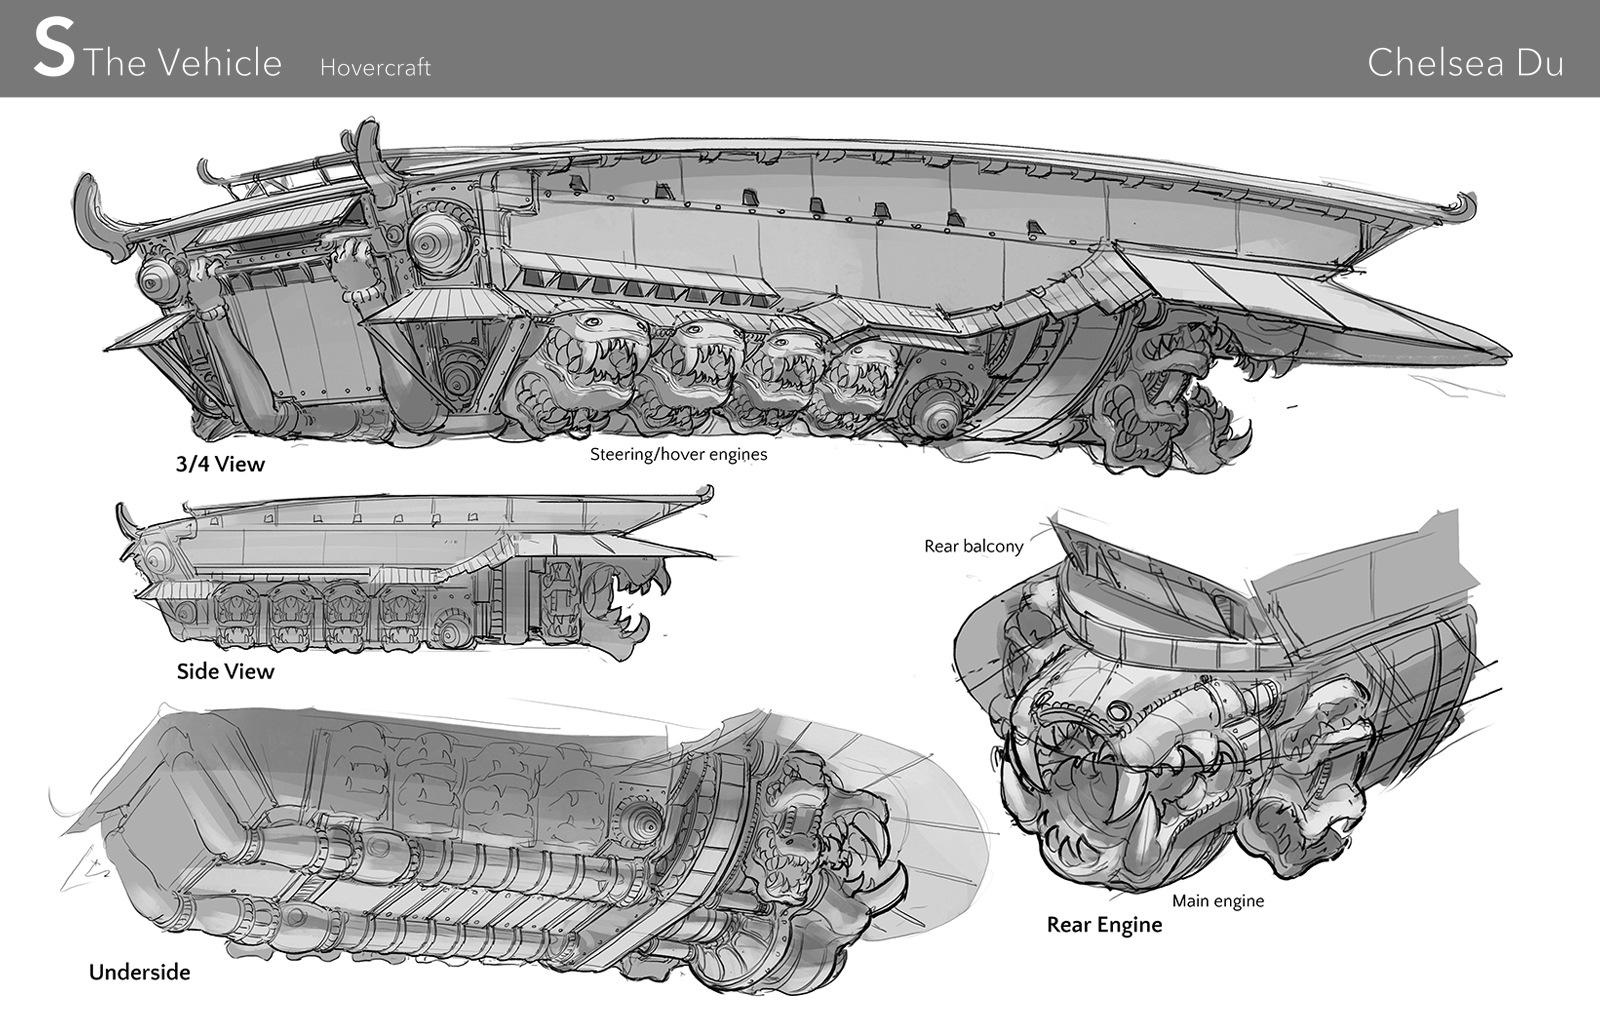 S The Vehicle Hovercraft Chelsea Du
3/4 View
Steering/hover engines
Side View
Rear balcony
Main engine
Rear Engine
Underside